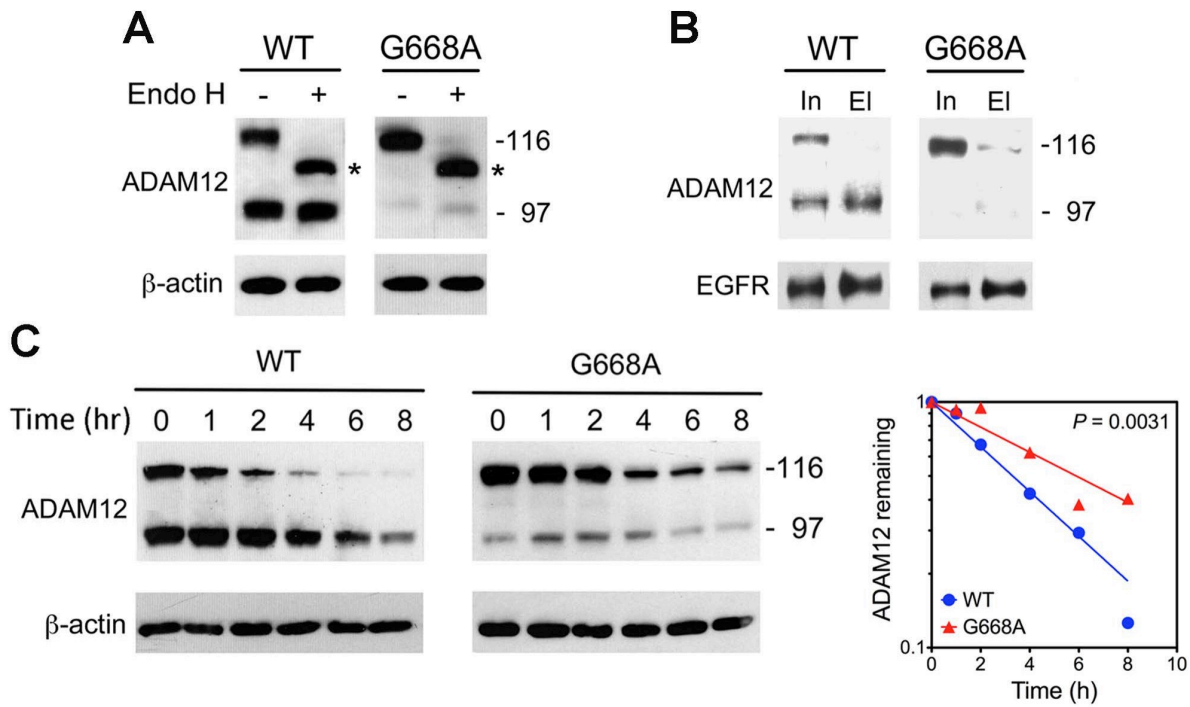 A
WT G668A
Endo H - + - +
-116
ADAM12 * *
- 97
β-actin
B
WT G668A
In El In El
-116
ADAM12
- 97
EGFR
C
WT G668A
Time (hr) 0 1 2 4 6 8 0 1 2 4 6 8
-116
ADAM12
- 97
β-actin
ADAM12 remaining
1
P = 0.0031
WT
G668A
0.1
0 2 4 6 8 10
Time (h)